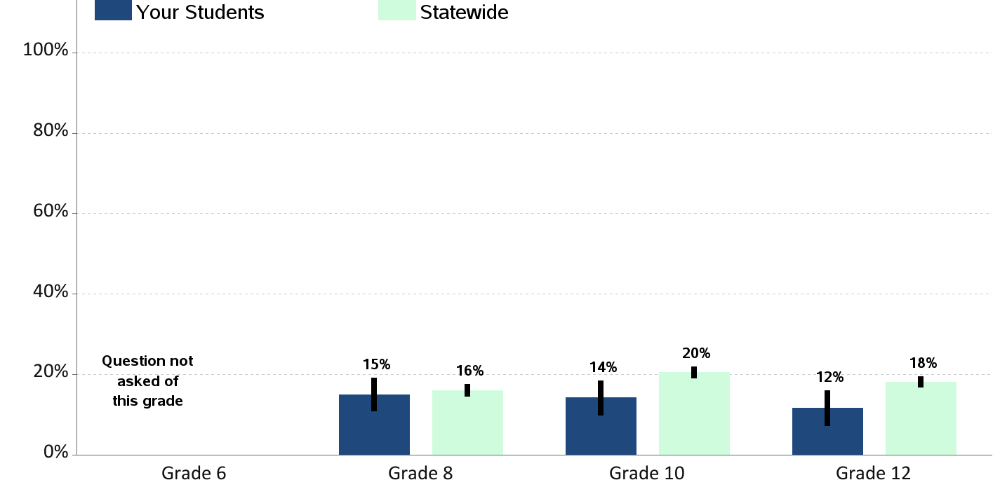 Your Students
Statewide
100%
80%
60%
40%
20%
0%
Question not
asked of
this grade
15%
16%
14%
20%
12%
18%
Grade 6
Grade 8
Grade 10
Grade 12